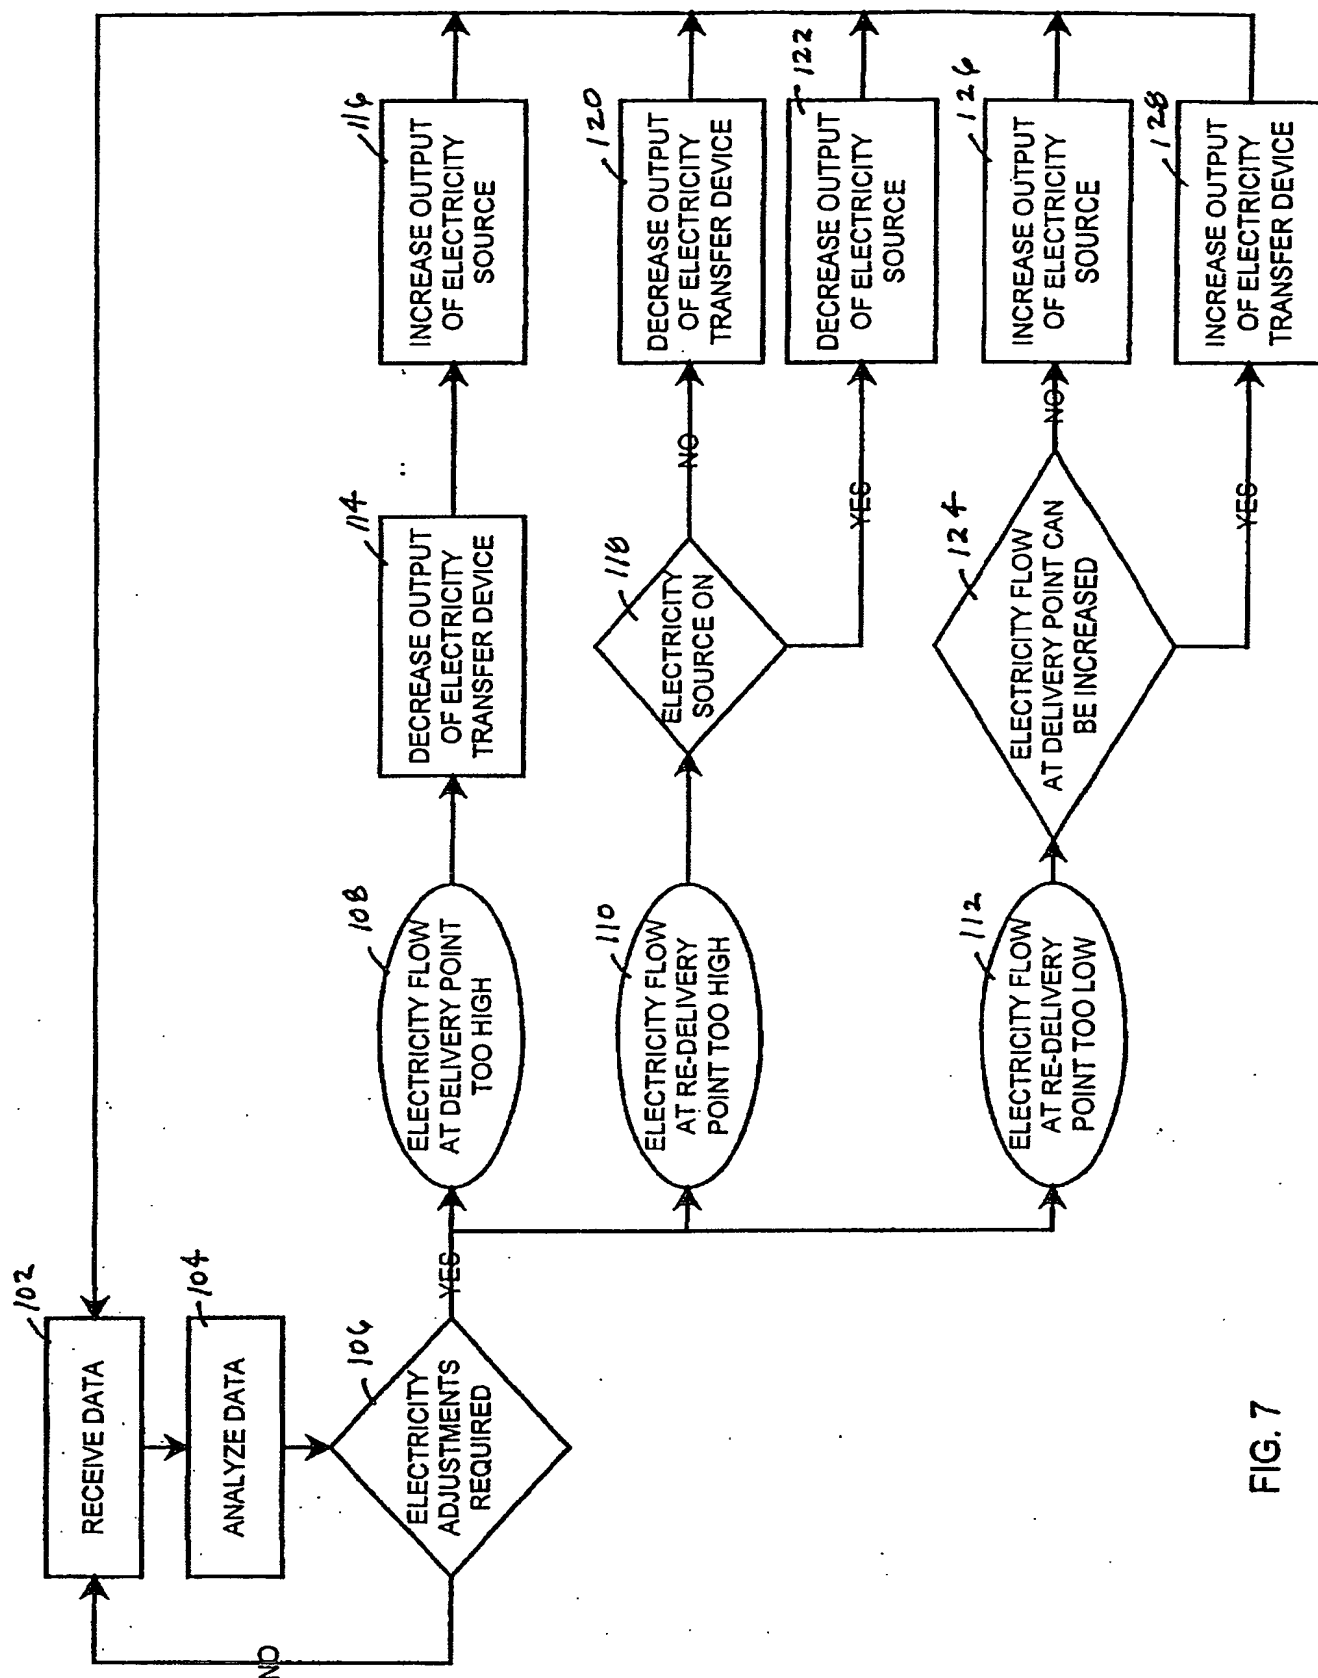 102
RECEIVE DATA
104
ANALYZE DATA
106
ELECTRICITY
ADJUSTMENTS
REQUIRED
NO
YES
108
ELECTRICITY FLOW
AT DELIVERY POINT
TOO HIGH
114
DECREASE OUTPUT
OF ELECTRICITY
TRANSFER DEVICE
116
INCREASE OUTPUT
OF ELECTRICITY
SOURCE
110
ELECTRICITY FLOW
AT RE-DELIVERY
POINT TOO HIGH
118
ELECTRICITY
SOURCE ON
NO
YES
120
DECREASE OUTPUT
OF ELECTRICITY
TRANSFER DEVICE
122
DECREASE OUTPUT
OF ELECTRICITY
SOURCE
112
ELECTRICITY FLOW
AT RE-DELIVERY
POINT TOO LOW
124
ELECTRICITY FLOW
AT DELIVERY POINT CAN
BE INCREASED
NO
YES
126
INCREASE OUTPUT
OF ELECTRICITY
SOURCE
128
INCREASE OUTPUT
OF ELECTRICITY
TRANSFER DEVICE
FIG. 7